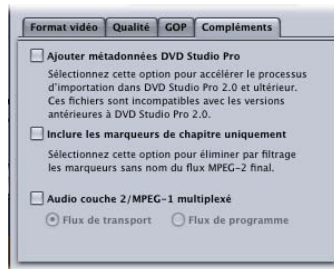 Format vidéo Qualité GOP Compléments
Ajouter métadonnées DVD Studio Pro
Sélectionnez cette option pour accélérer le processus
d'importation dans DVD Studio Pro 2.0 et ultérieur.
Ces fichiers sont incompatibles avec les versions
antérieures à DVD Studio Pro 2.0.
Inclure les marqueurs de chapitre uniquement
Sélectionnez cette option pour éliminer par filtrage
les marqueurs sans nom du flux MPEG-2 final.
Audio couche 2/MPEG-1 multiplexé
Flux de transport Flux de programme